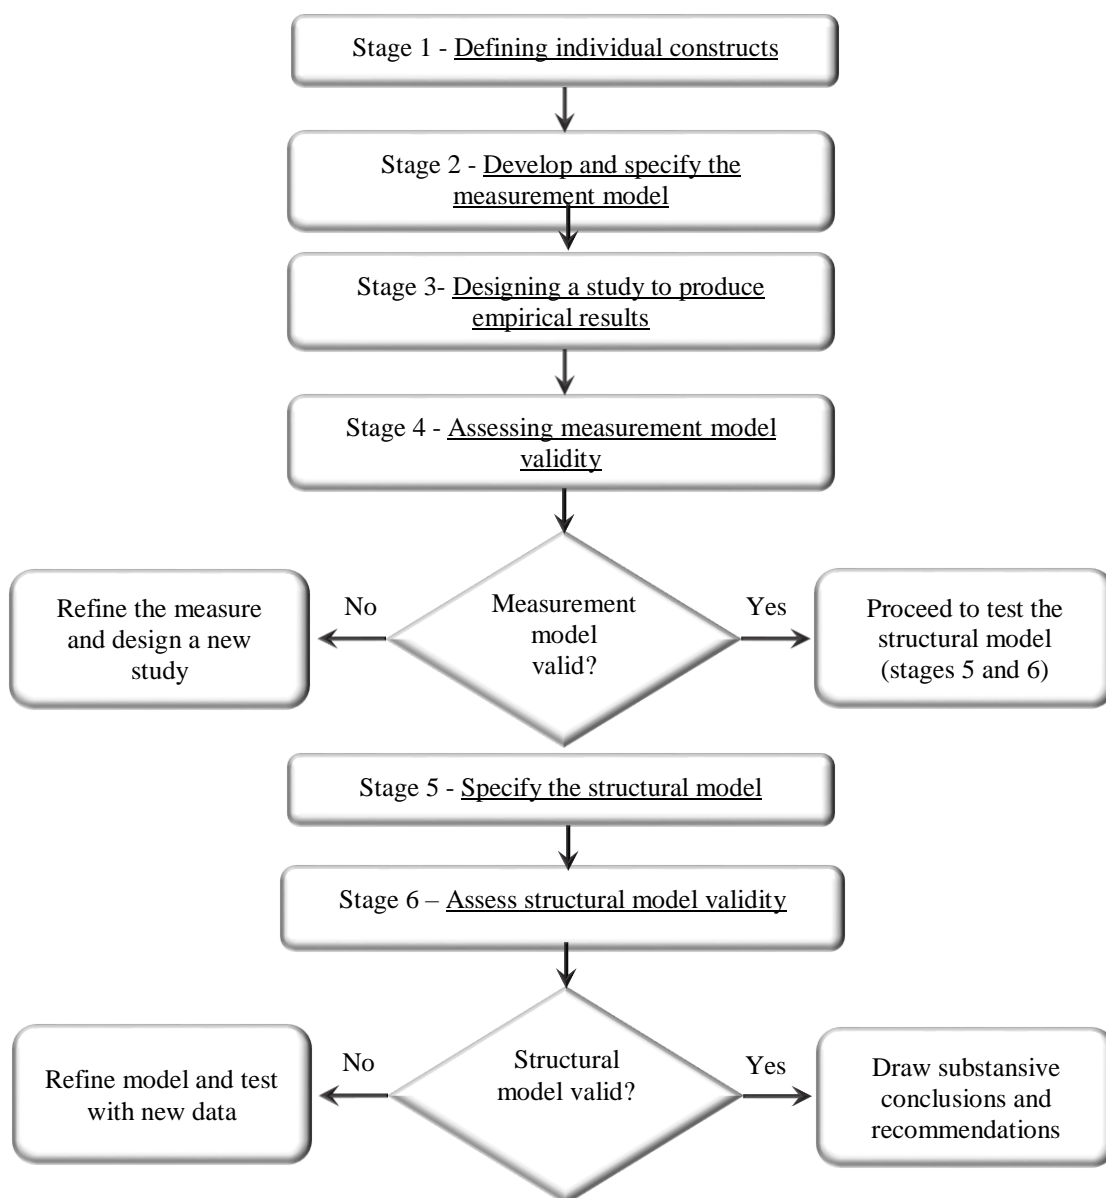 Stage 1 - Defining individual constructs
Stage 2 - Develop and specify the
measurement model
Stage 3- Designing a study to produce
empirical results
Stage 4 - Assessing measurement model
validity
Refine the measure
and design a new
study
No
Measurement
model
valid?
Yes
Proceed to test the
structural model
(stages 5 and 6)
Stage 5 - Specify the structural model
Stage 6 – Assess structural model validity
Refine model and test
with new data
No
Structural
model valid?
Yes
Draw substansive
conclusions and
recommendations